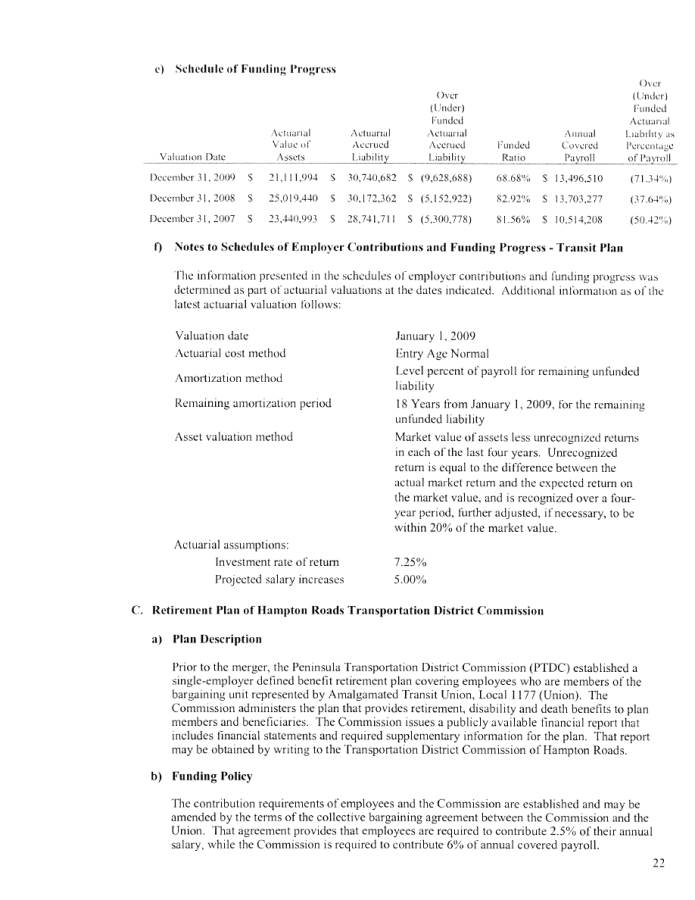 e) Schedule of Funding Progress
Over
Over (Under)
(Under) Funded
Funded Actuarial
Actuarial Actuarial Actuarial Annual Liability as
Value of Accrued Accrued Funded Covered Percentage
Valuation Date Assets Liability Liability Ratio Payroll of Payroll
December 31, 2009 $ 21,111,994 $ 30,740,682 $ (9,628,688) 68.68% $ 13,496,510 (71.34%)
December 31, 2008 $ 25,019,440 $ 30,172,362 $ (5,152,922) 82.92% $ 13,703,277 (37.64%)
December 31, 2007 $ 23,440,993 $ 28,741,711 $ (5,300,778) 81.56% $ 10,514,208 (50.42%)
f) Notes to Schedules of Employer Contributions and Funding Progress - Transit Plan
The information presented in the schedules of employer contributions and funding progress was
determined as part of actuarial valuations at the dates indicated. Additional information as of the
latest actuarial valuation follows:
Valuation date January 1, 2009
Actuarial cost method Entry Age Normal
Amortization method Level percent of payroll for remaining unfunded
liability
Remaining amortization period 18 Years from January 1, 2009, for the remaining
unfunded liability
Asset valuation method Market value of assets less unrecognized returns
in each of the last four years. Unrecognized
return is equal to the difference between the
actual market return and the expected return on
the market value, and is recognized over a four-
year period, further adjusted, if necessary, to be
within 20% of the market value.
Actuarial assumptions:
Investment rate of return 7.25%
Projected salary increases 5.00%
C. Retirement Plan of Hampton Roads Transportation District Commission
a) Plan Description
Prior to the merger, the Peninsula Transportation District Commission (PTDC) established a
single-employer defined benefit retirement plan covering employees who are members of the
bargaining unit represented by Amalgamated Transit Union, Local 1177 (Union). The
Commission administers the plan that provides retirement, disability and death benefits to plan
members and beneficiaries. The Commission issues a publicly available financial report that
includes financial statements and required supplementary information for the plan. That report
may be obtained by writing to the Transportation District Commission of Hampton Roads.
b) Funding Policy
The contribution requirements of employees and the Commission are established and may be
amended by the terms of the collective bargaining agreement between the Commission and the
Union. That agreement provides that employees are required to contribute 2.5% of their annual
salary, while the Commission is required to contribute 6% of annual covered payroll.
22